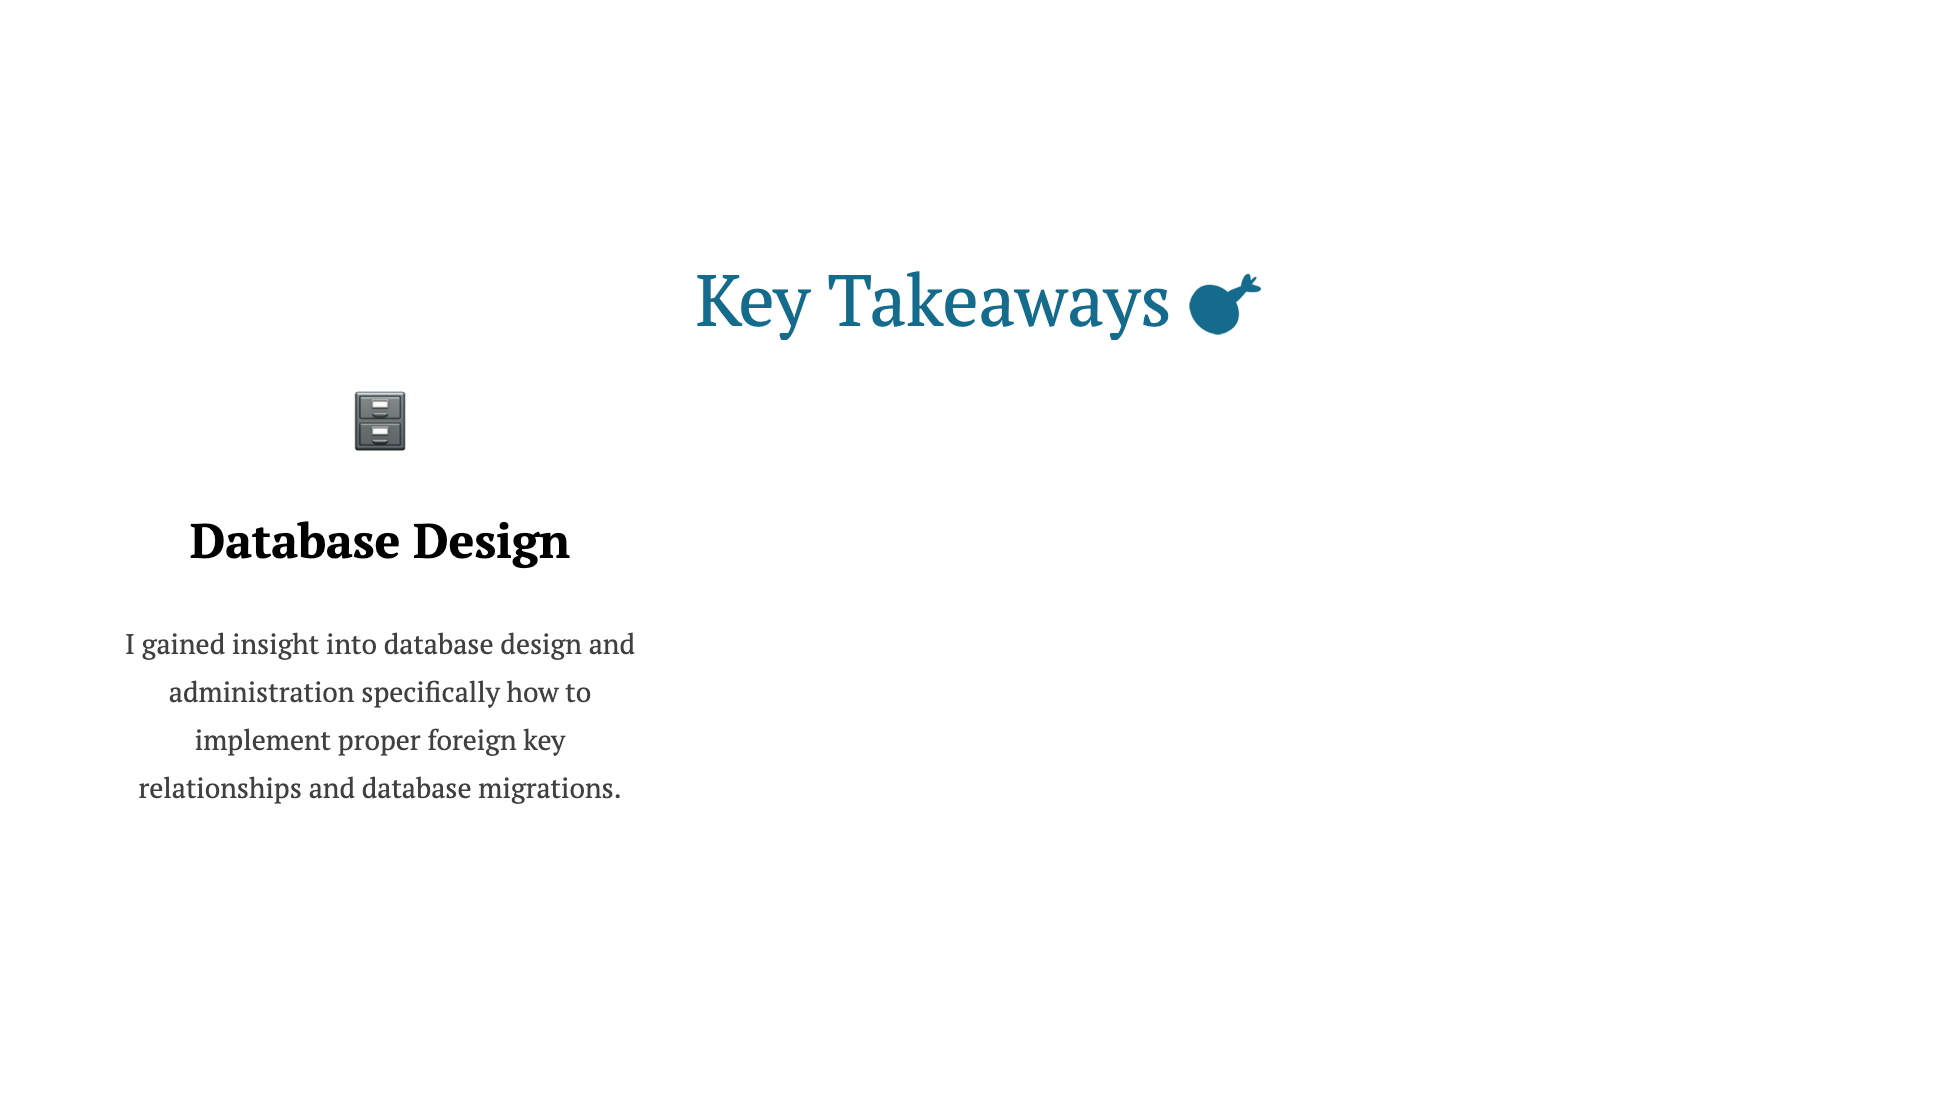 Key Takeaways
Database Design
I gained insight into database design and
administration specifically how to
implement proper foreign key
relationships and database migrations.